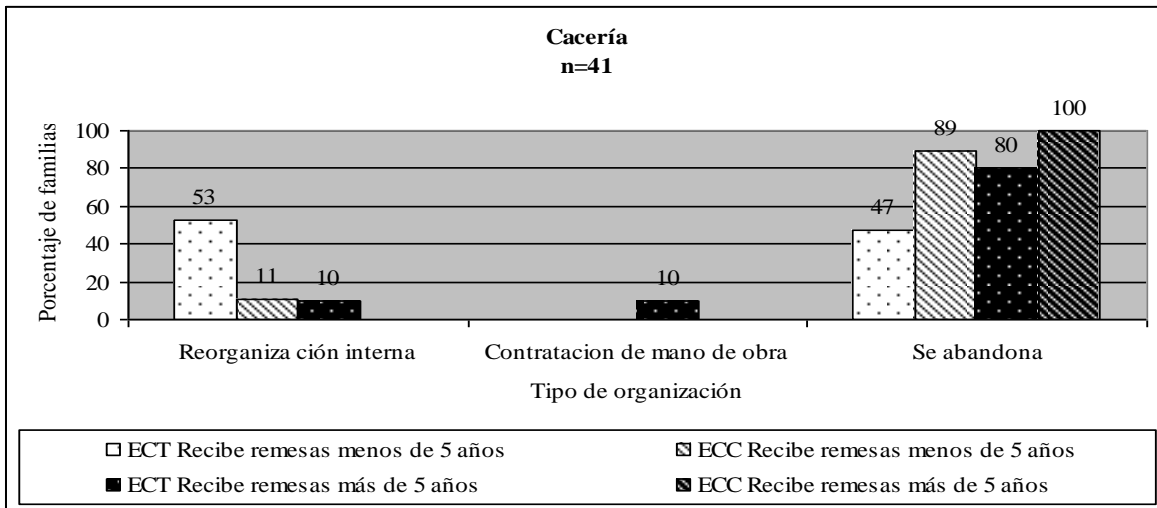 Cacería
n=41
Porcentaje de familias
100
80
60
40
20
0
53
11
10
10
47
89
80
100
Reorganiza ción interna
Contratacion de mano de obra
Se abandona
Tipo de organización
ECT Recibe remesas menos de 5 años
ECC Recibe remesas menos de 5 años
ECT Recibe remesas más de 5 años
ECC Recibe remesas más de 5 años